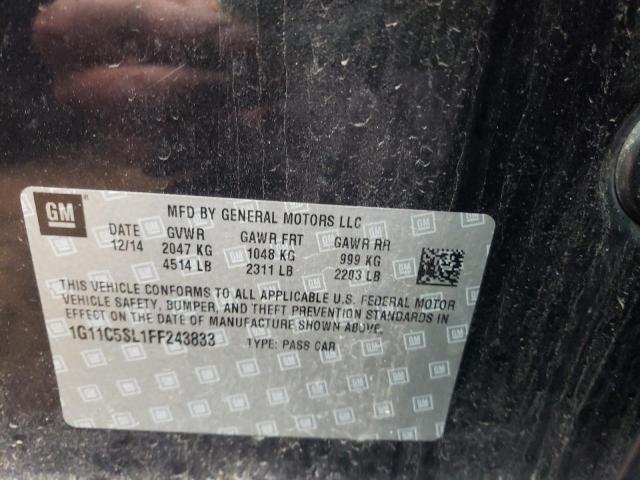 GM
MFD BY GENERAL MOTORS LLC
DATE GVWR GAWR FRT GAWR RR
12/14 2047 KG 1048 KG 999 KG
4514 LB 2311 LB 2203 LB
THIS VEHICLE CONFORMS TO ALL APPLICABLE U.S. FEDERAL MOTOR
VEHICLE SAFETY, BUMPER, AND THEFT PREVENTION STANDARDS IN
EFFECT ON THE DATE OF MANUFACTURE SHOWN ABOVE.
1G11C5SL1FF243833 TYPE: PASS CAR